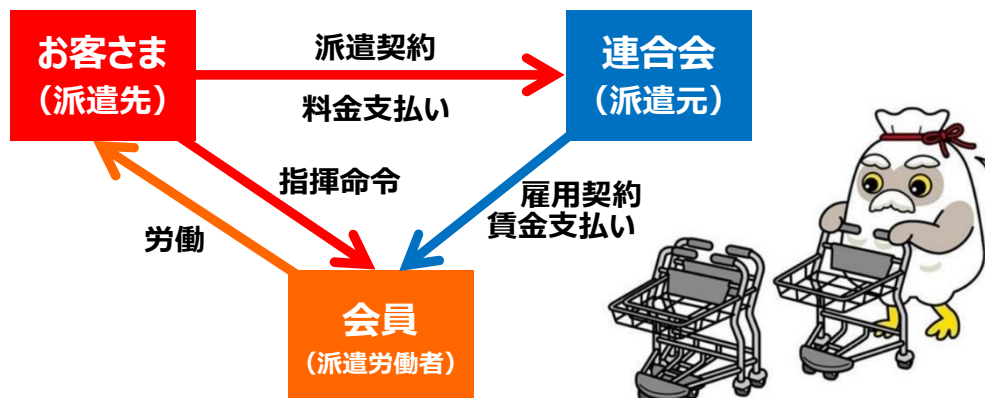 お客さま
（派遣先）
派遣契約
料金支払い
連合会
（派遣元）
指揮命令
雇用契約
賃金支払い
労働
会員
（派遣労働者）